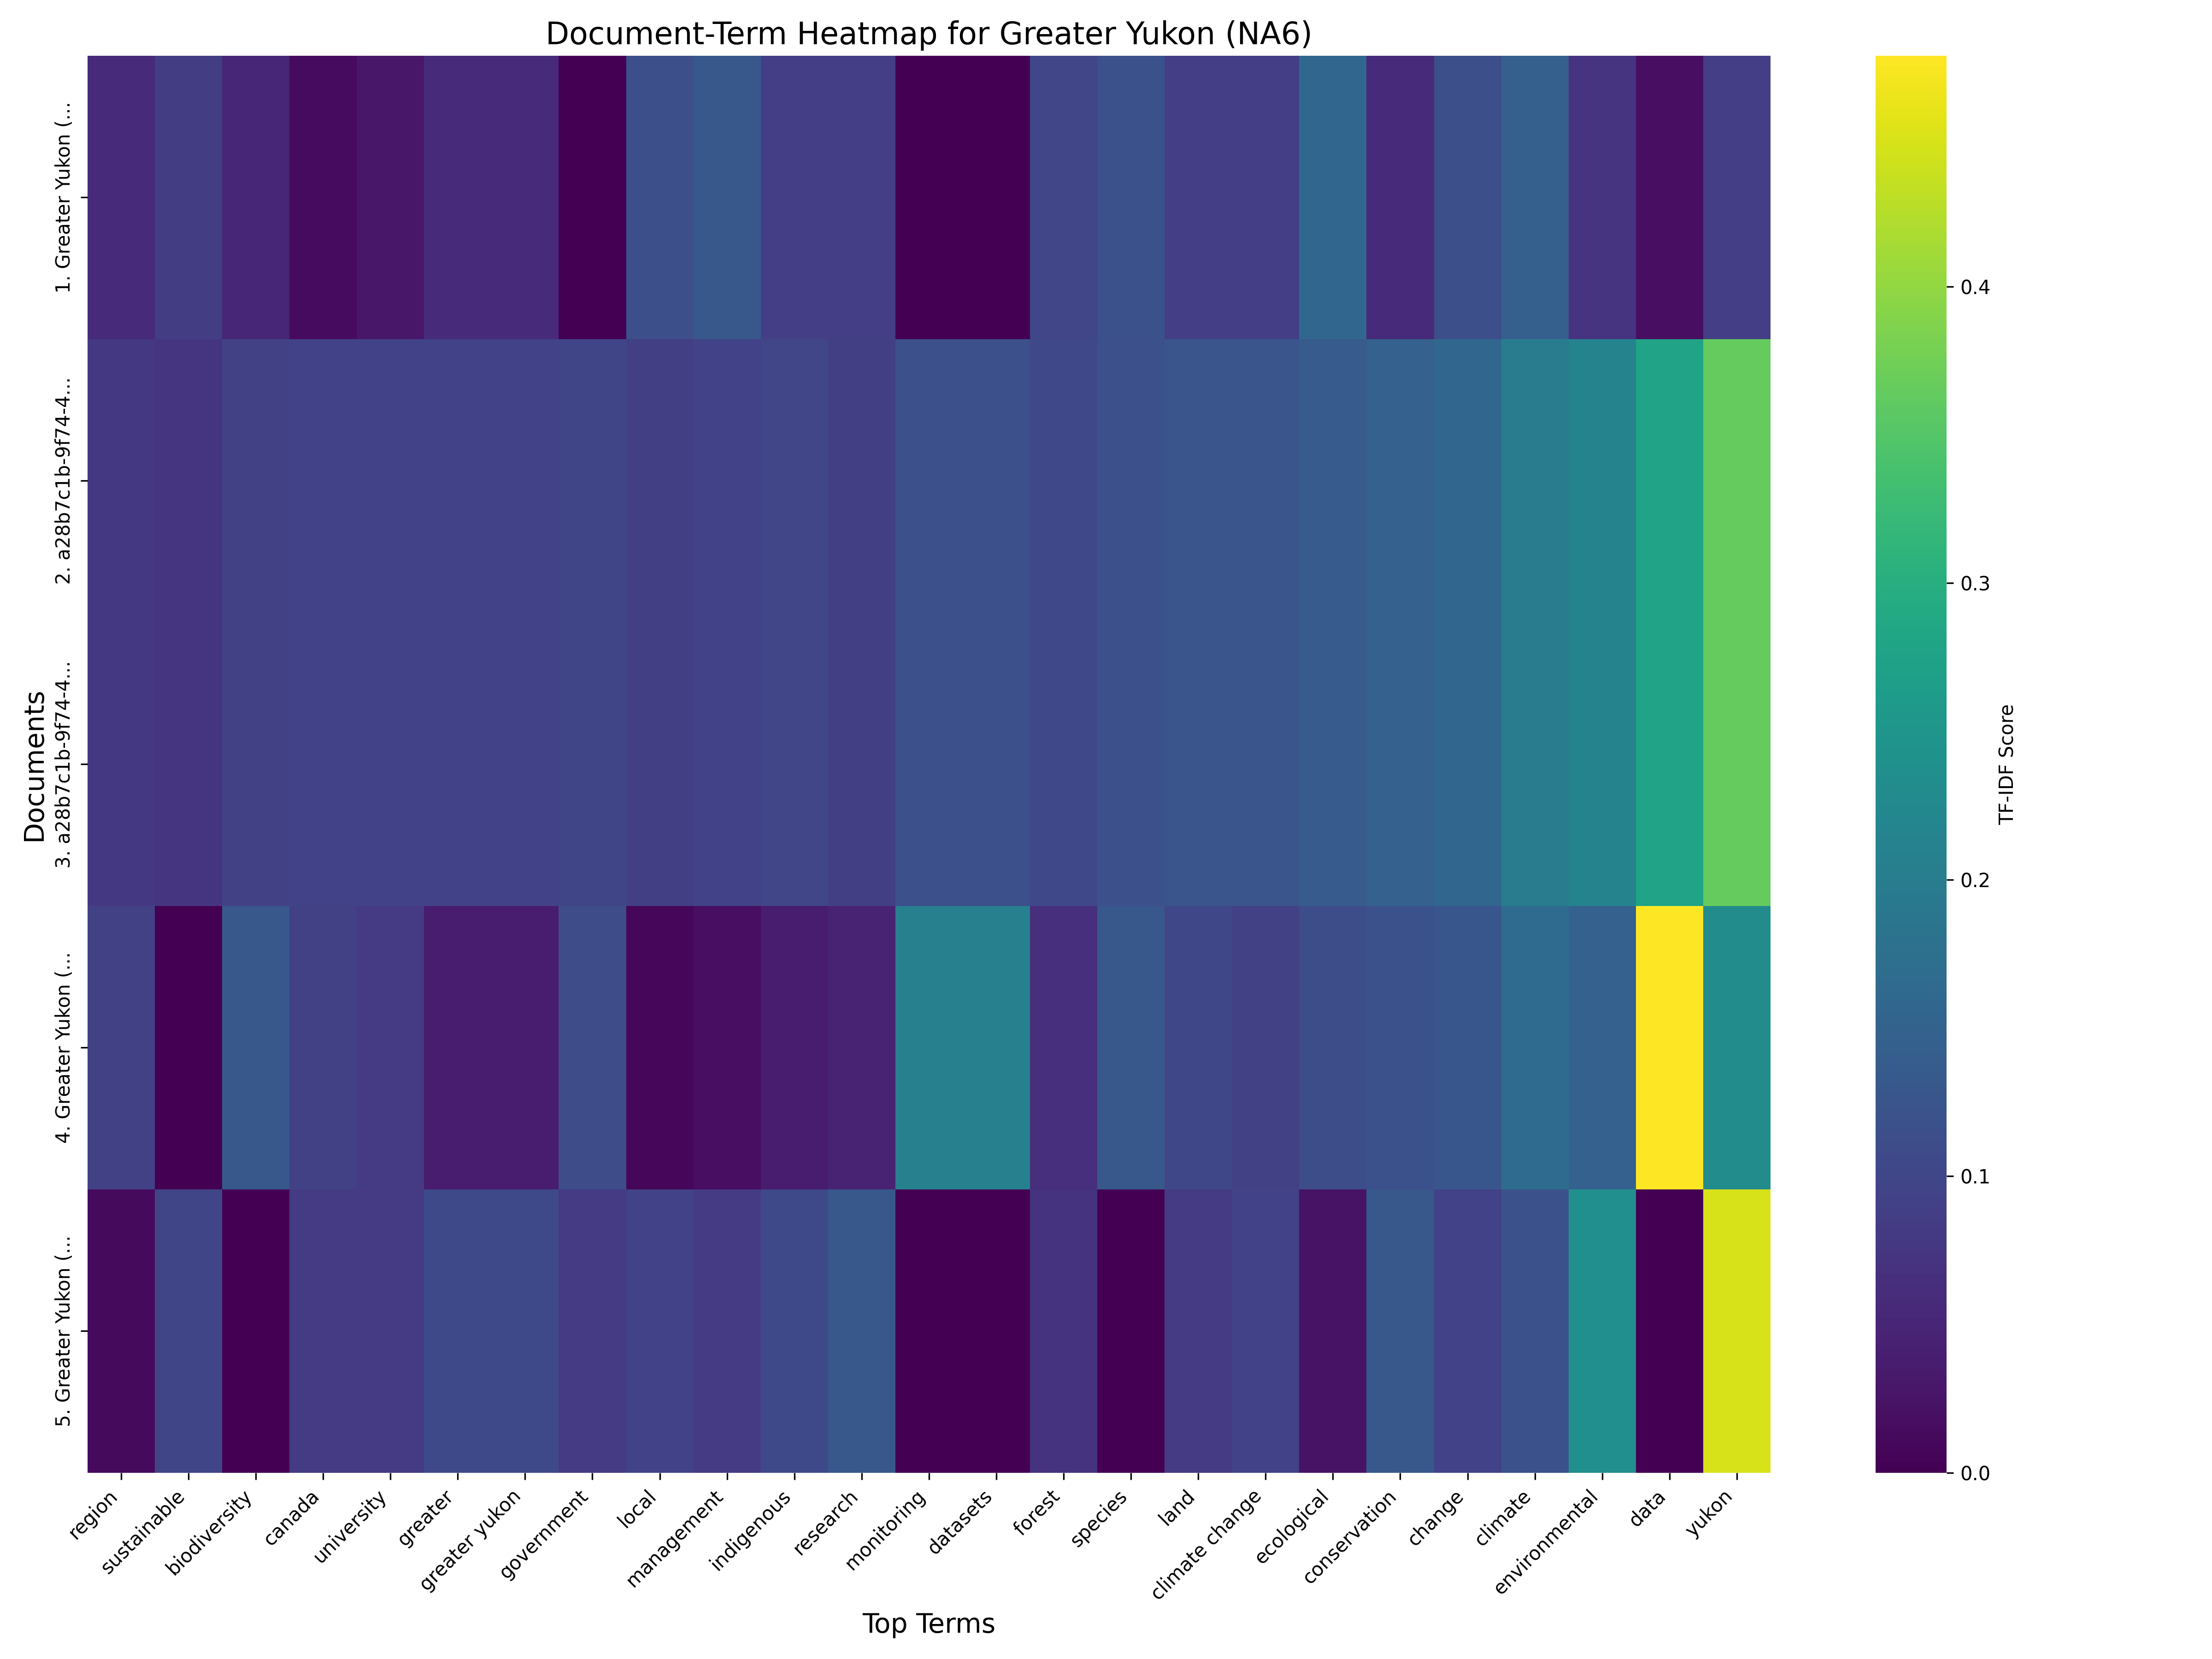 Document-Term Heatmap for Greater Yukon (NA6)
Documents
1. Greater Yukon (...
2. a28b7c1b-9f74-4...
3. a28b7c1b-9f74-4...
4. Greater Yukon (...
5. Greater Yukon (...
region
sustainable
biodiversity
canada
university
greater
greater yukon
government
local
management
indigenous
research
monitoring
datasets
forest
species
land
climate change
ecological
conservation
change
climate
environmental
data
yukon
Top Terms
0.4
0.3
0.2
0.1
0.0
TF-IDF Score